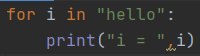 for i in "hello":
    print("i = ",i)